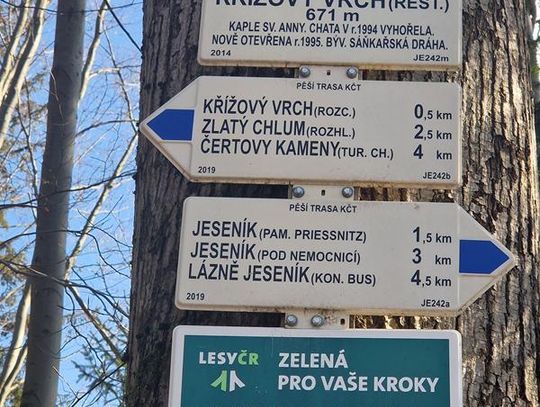 KŘÍŽOVÝ VRCH (REST.)
671 m
KAPLE SV. ANNY. CHATA V r.1994 VYHOŘELA.
NOVĚ OTEVŘENA r.1995. BÝV. SÁŇKAŘSKÁ DRÁHA.
2014 JE242m
PĚŠÍ TRASA KČT
KŘÍŽOVÝ VRCH (ROZC.) 0,5 km
ZLATÝ CHLUM (ROZHL.) 2,5 km
ČERTOVY KAMENY (TUR. CH.) 4 km
2019 JE242b
PĚŠÍ TRASA KČT
JESENÍK (PAM. PRIESSNITZ) 1,5 km
JESENÍK (POD NEMOCNICÍ) 3 km
LÁZNĚ JESENÍK (KON. BUS) 4,5 km
2019 JE242a
LESYČR ZELENÁ
PRO VAŠE KROKY